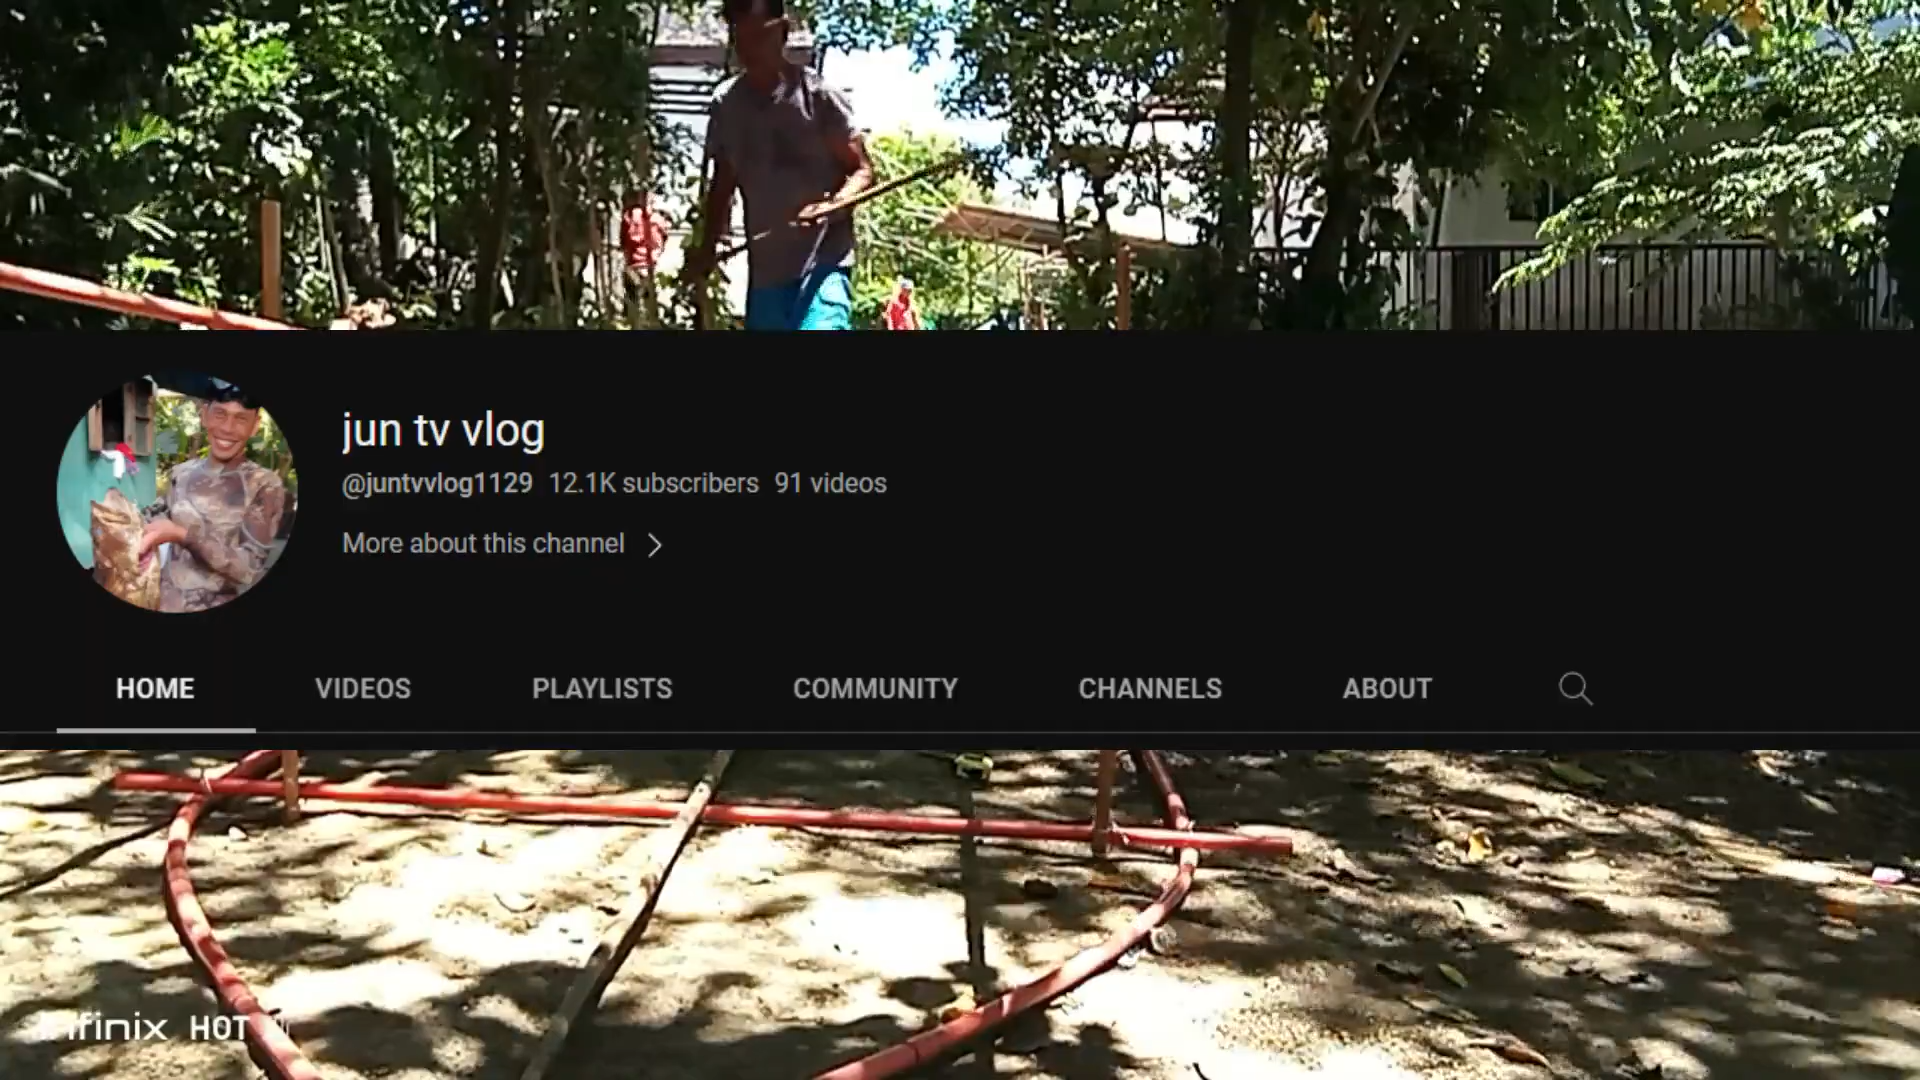 jun tv vlog
@juntvvlog1129 12.1K subscribers 91 videos
More about this channel
HOME VIDEOS PLAYLISTS COMMUNITY CHANNELS ABOUT
Infinix HOT